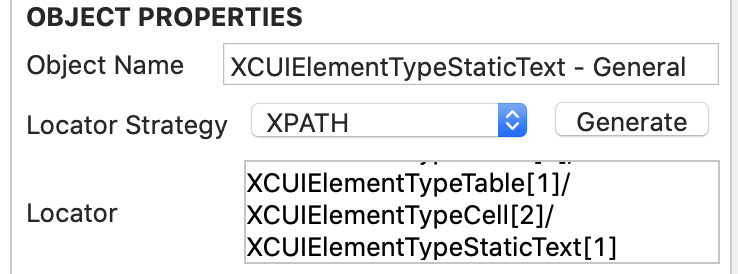 OBJECT PROPERTIES
Object Name XCUIElementTypeStaticText - General
Locator Strategy XPATH Generate
Locator
XCUIElementTypeTable[1]/
XCUIElementTypeCell[2]/
XCUIElementTypeStaticText[1]